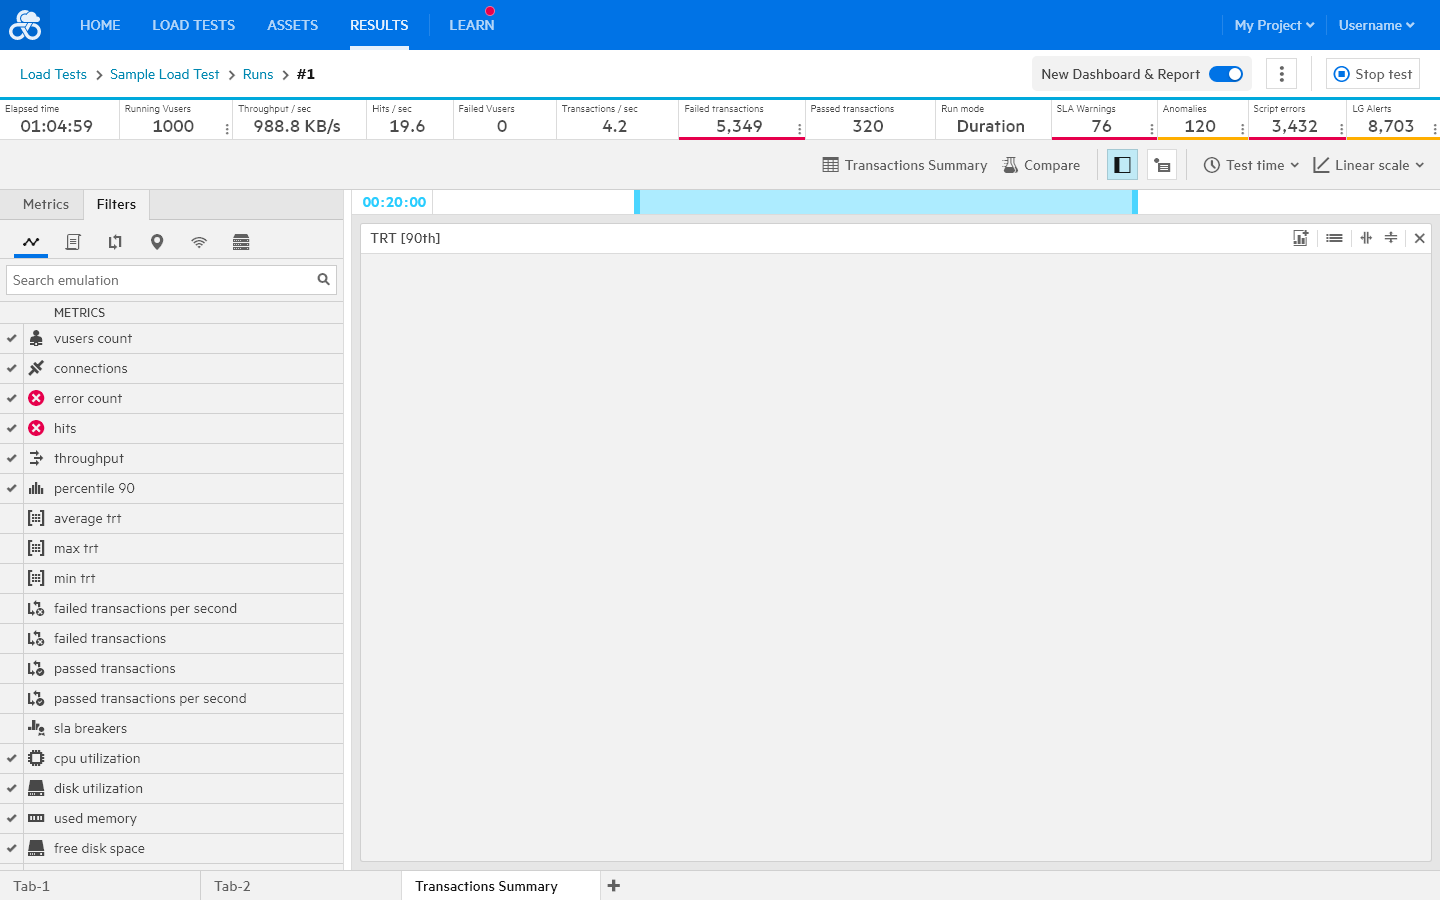 HOME LOAD TESTS ASSETS RESULTS LEARN My Project Username
Load Tests Sample Load Test Runs #1 New Dashboard & Report Stop test
Elapsed time Running Vusers Throughput / sec Hits / sec Failed Vusers Transactions / sec Failed transactions Passed transactions Run mode SLA Warnings Anomalies Script errors LG Alerts
01:04:59 1000 988.8 KB/s 19.6 0 4.2 5,349 320 Duration 76 120 3,432 8,703
Transactions Summary Compare Test time Linear scale
Metrics Filters 00:20:00
TRT [90th]
Search emulation
METRICS
vusers count
connections
error count
hits
throughput
percentile 90
average trt
max trt
min trt
failed transactions per second
failed transactions
passed transactions
passed transactions per second
sla breakers
cpu utilization
disk utilization
used memory
free disk space
Tab-1 Tab-2 Transactions Summary